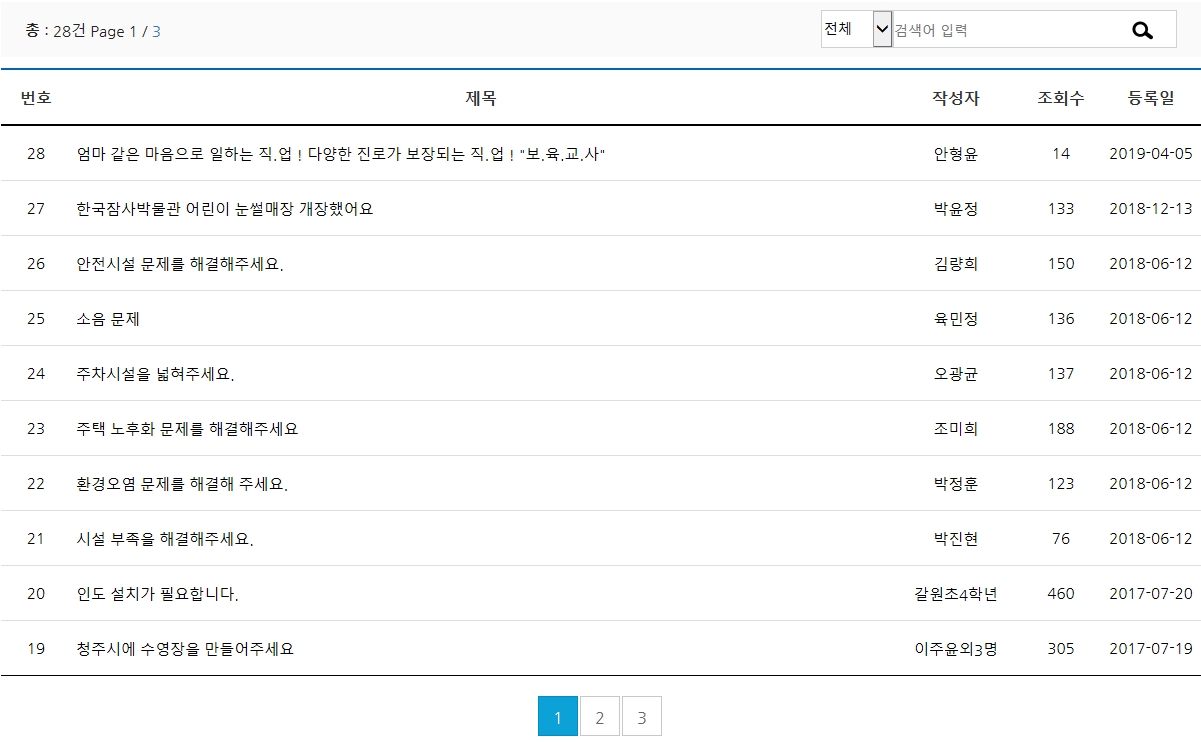 총 : 28건 Page 1 / 3 전체 검색어 입력
번호 제목 작성자 조회수 등록일
28 엄마 같은 마음으로 일하는 직.업 ! 다양한 진로가 보장되는 직.업 ! "보.육.교.사" 안형윤 14 2019-04-05
27 한국잠사박물관 어린이 눈썰매장 개장했어요 박윤정 133 2018-12-13
26 안전시설 문제를 해결해주세요. 김량희 150 2018-06-12
25 소음 문제 육민정 136 2018-06-12
24 주차시설을 넓혀주세요. 오광균 137 2018-06-12
23 주택 노후화 문제를 해결해주세요 조미희 188 2018-06-12
22 환경오염 문제를 해결해 주세요. 박정훈 123 2018-06-12
21 시설 부족을 해결해주세요. 박진현 76 2018-06-12
20 인도 설치가 필요합니다. 갈원초4학년 460 2017-07-20
19 청주시에 수영장을 만들어주세요 이주윤외3명 305 2017-07-19
1 2 3